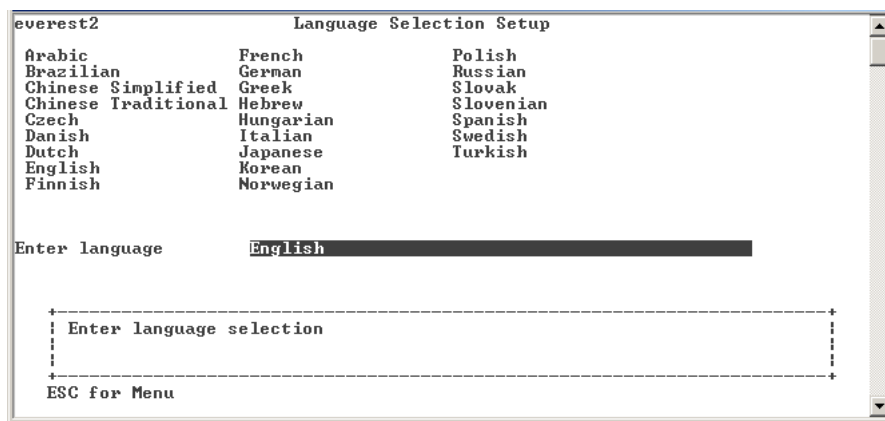 everest2 Language Selection Setup
Arabic French Polish
Brazilian German Russian
Chinese Simplified Greek Slovak
Chinese Traditional Hebrew Slovenian
Czech Hungarian Spanish
Danish Italian Swedish
Dutch Japanese Turkish
English Korean
Finnish Norwegian
Enter language English
Enter language selection
ESC for Menu